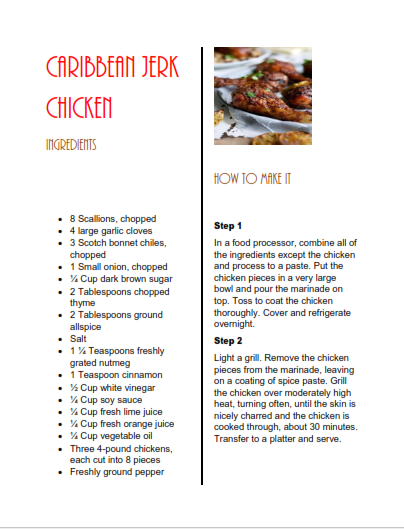 CARIBBEAN JERK
CHICKEN
INGREDIENTS
8 Scallions, chopped
4 large garlic cloves
3 Scotch bonnet chiles,
chopped
1 Small onion, chopped
¼ Cup dark brown sugar
2 Tablespoons chopped
thyme
2 Tablespoons ground
allspice
Salt
1 ½ Teaspoons freshly
grated nutmeg
1 Teaspoon cinnamon
½ Cup white vinegar
¼ Cup soy sauce
¼ Cup fresh lime juice
¼ Cup fresh orange juice
¼ Cup vegetable oil
Three 4-pound chickens,
each cut into 8 pieces
Freshly ground pepper
HOW TO MAKE IT
Step 1
In a food processor, combine all of
the ingredients except the chicken
and process to a paste. Put the
chicken pieces in a very large
bowl and pour the marinade on
top. Toss to coat the chicken
thoroughly. Cover and refrigerate
overnight.
Step 2
Light a grill. Remove the chicken
pieces from the marinade, leaving
on a coating of spice paste. Grill
the chicken over moderately high
heat, turning often, until the skin is
nicely charred and the chicken is
cooked through, about 30 minutes.
Transfer to a platter and serve.